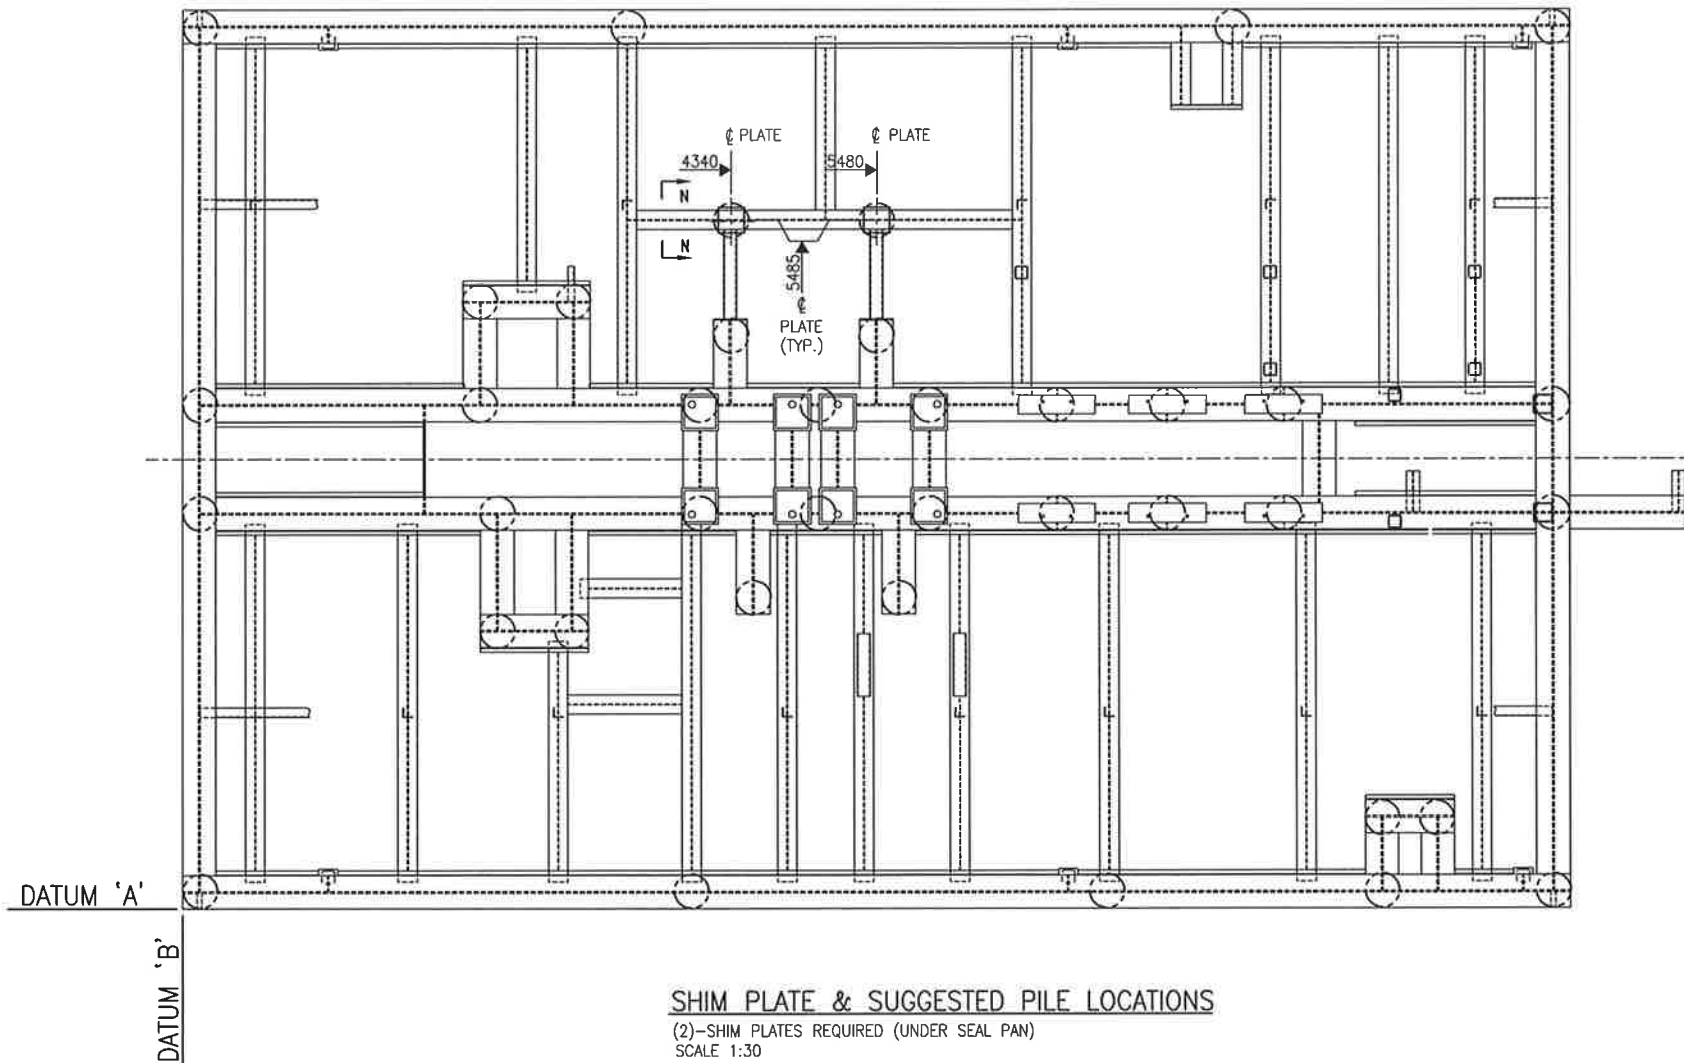 ℄ PLATE
℄ PLATE
4340
5480
N
N
5485
℄
PLATE
(TYP.)
DATUM 'A'
DATUM 'B'
SHIM PLATE & SUGGESTED PILE LOCATIONS
(2)-SHIM PLATES REQUIRED (UNDER SEAL PAN)
SCALE 1:30